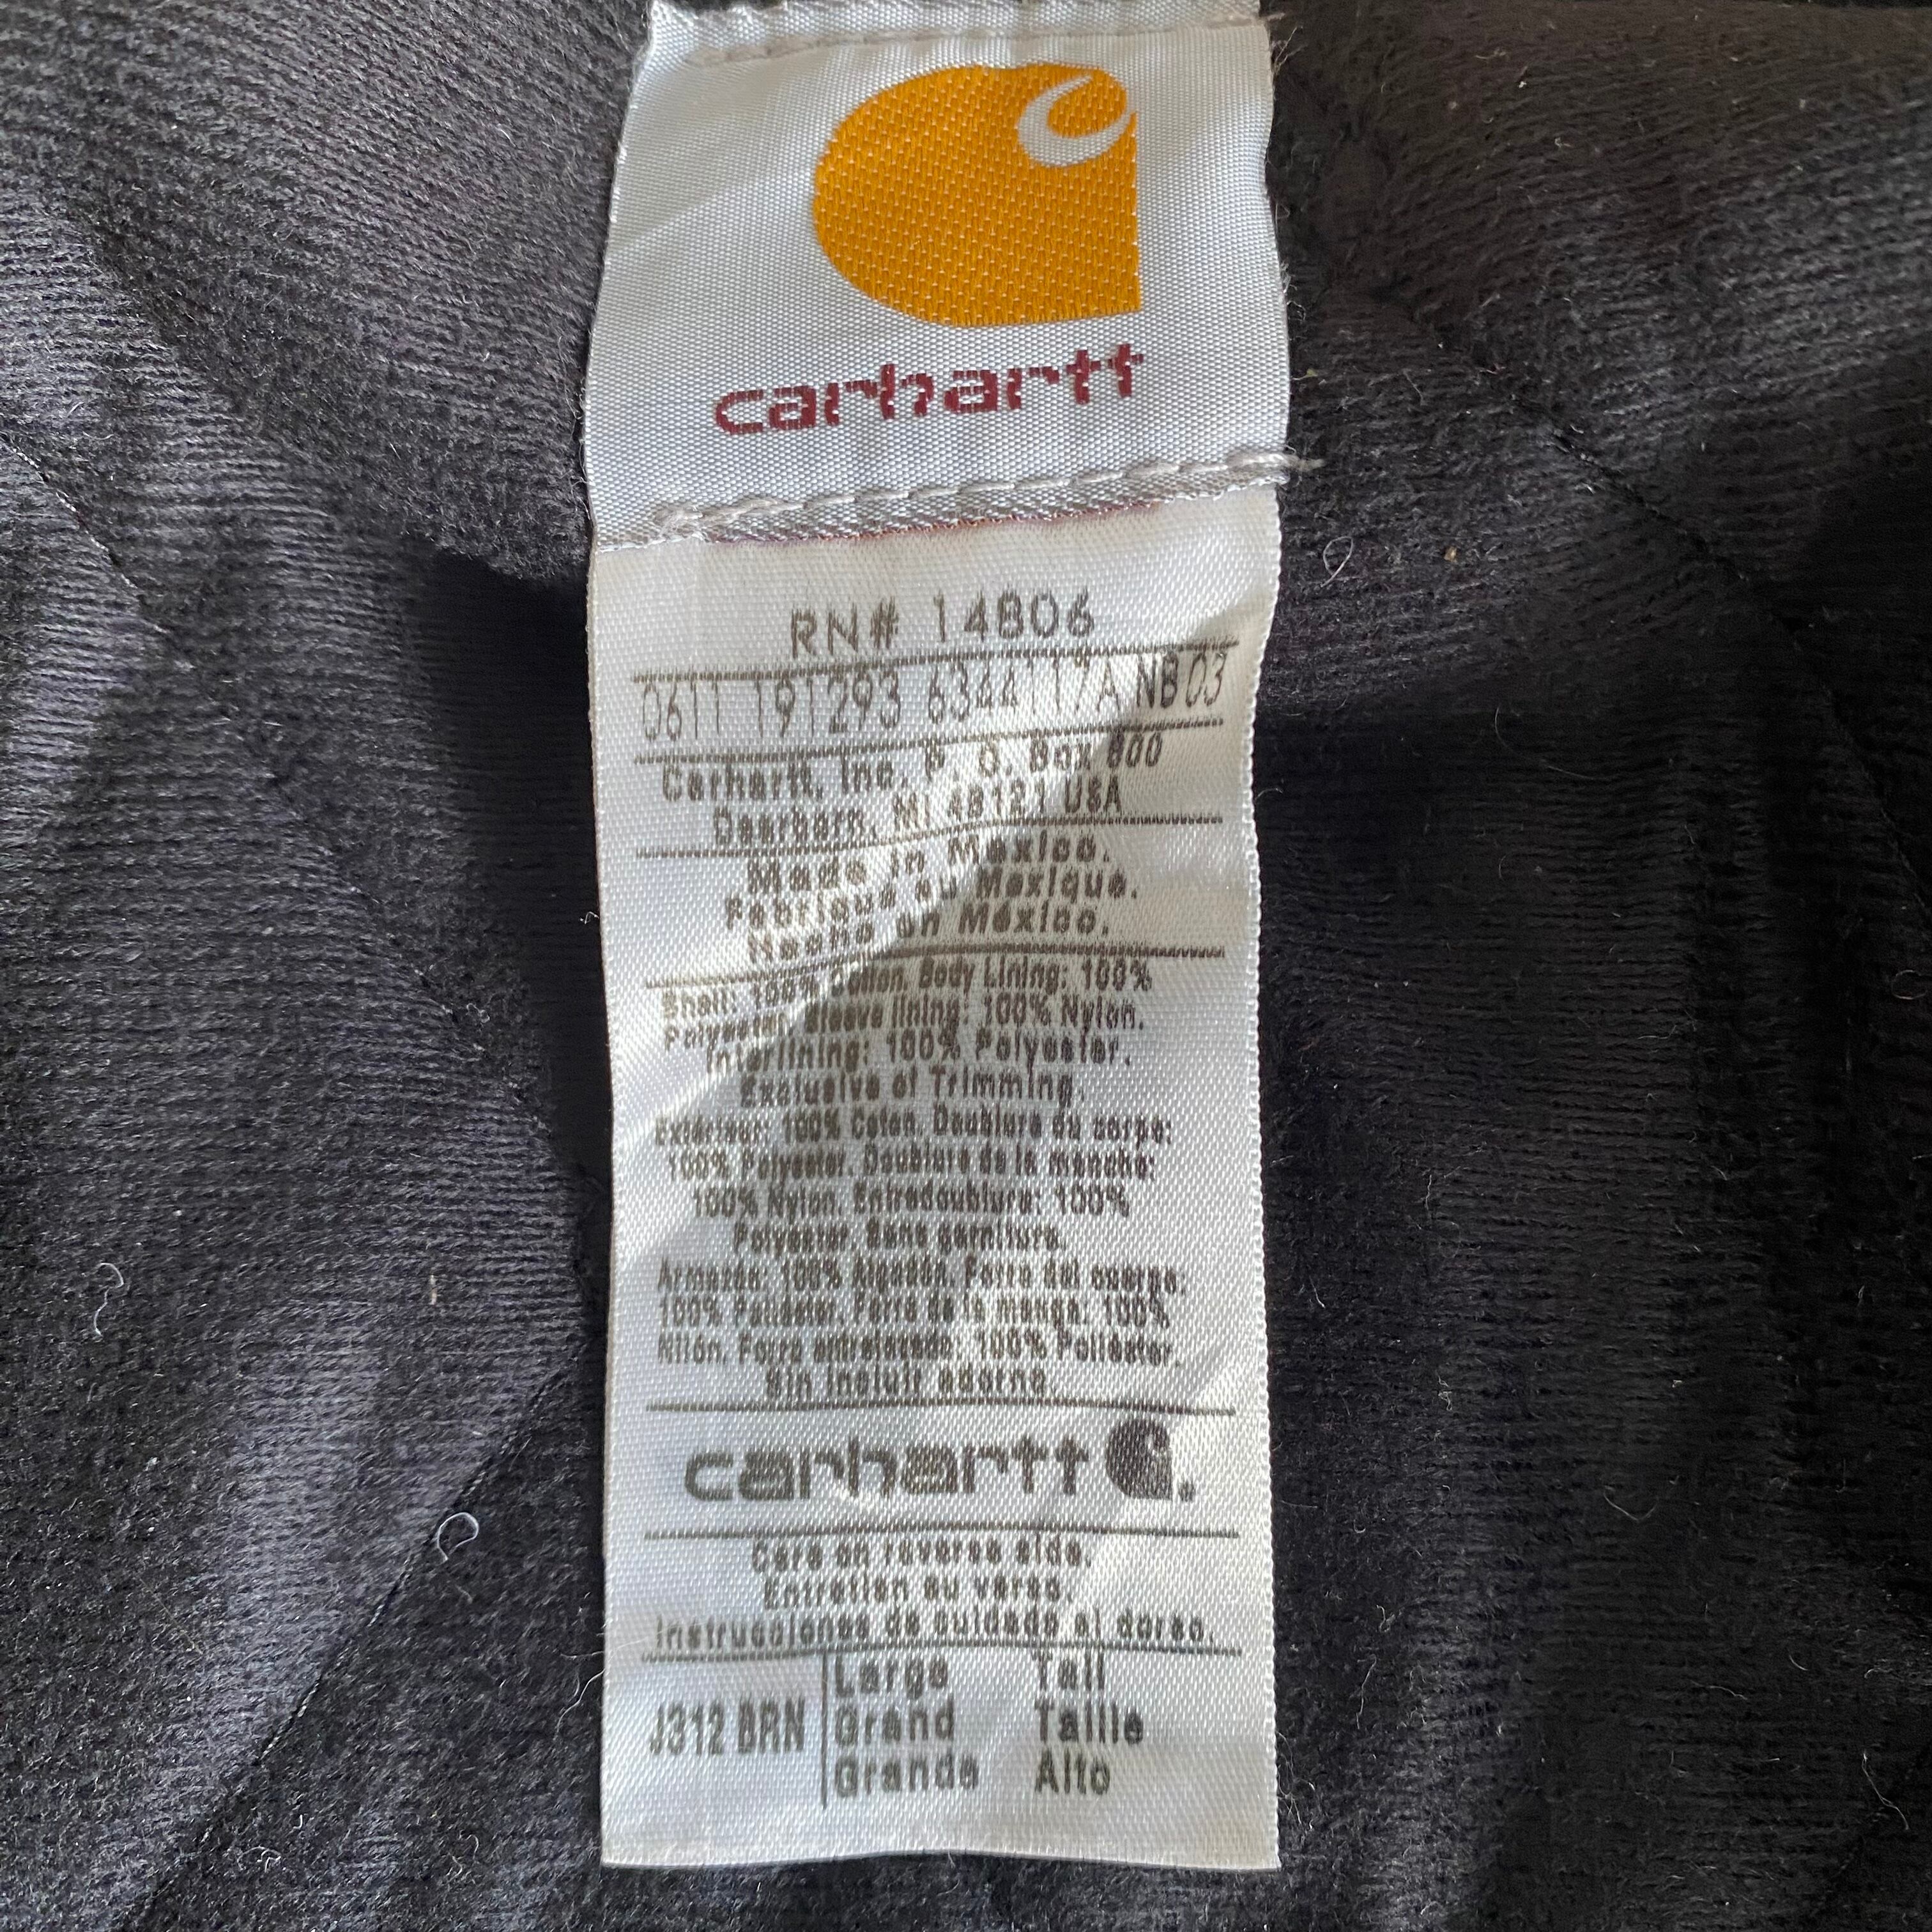 carhartt
RN# 14806
0611 191293 6344117A NB 03
Carhartt, Inc. P. O. Box 600
Dearborn, MI 48121 USA
Made in Mexico.
Fabriqué au Mexique.
Hecho en México.
Shell: 100% Cotton. Body Lining: 100%
Polyester. Sleeve lining: 100% Nylon.
Interlining: 100% Polyester.
Exclusive of Trimming.
Extérieur: 100% Coton. Doublure du corps:
100% Polyester. Doublure de la manche:
100% Nylon. Entredoublure: 100%
Polyester. Sans garniture.
Armazón: 100% Algodón. Forro del cuerpo:
100% Poliéster. Forro de la manga. 100%
Nilón. Forro entretejado: 100% Poliéster.
Sin incluir adorno.
carhartt
Care on reverse side.
Entretien au verso.
Instrucciones de cuidado al dorso.
J312 BRN Large Tall
Grand Taille
Grande Alto